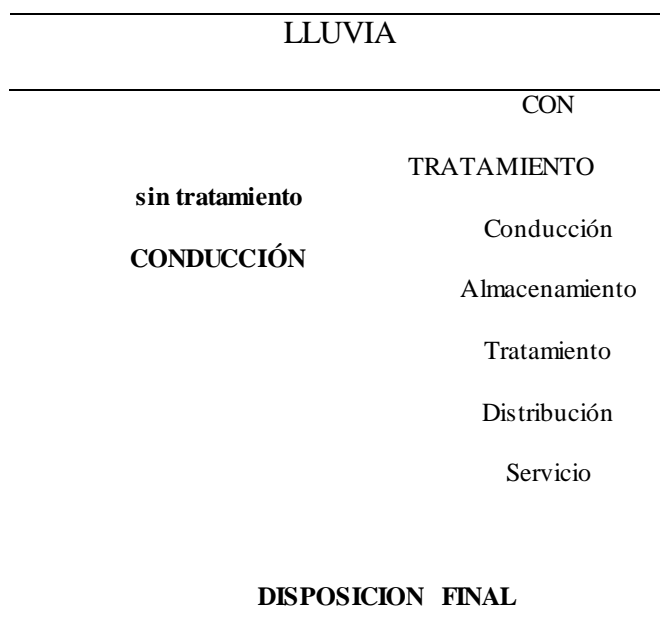 LLUVIA
sin tratamiento
CONDUCCIÓN
CON
TRATAMIENTO
Conducción
Almacenamiento
Tratamiento
Distribución
Servicio
DISPOSICION FINAL